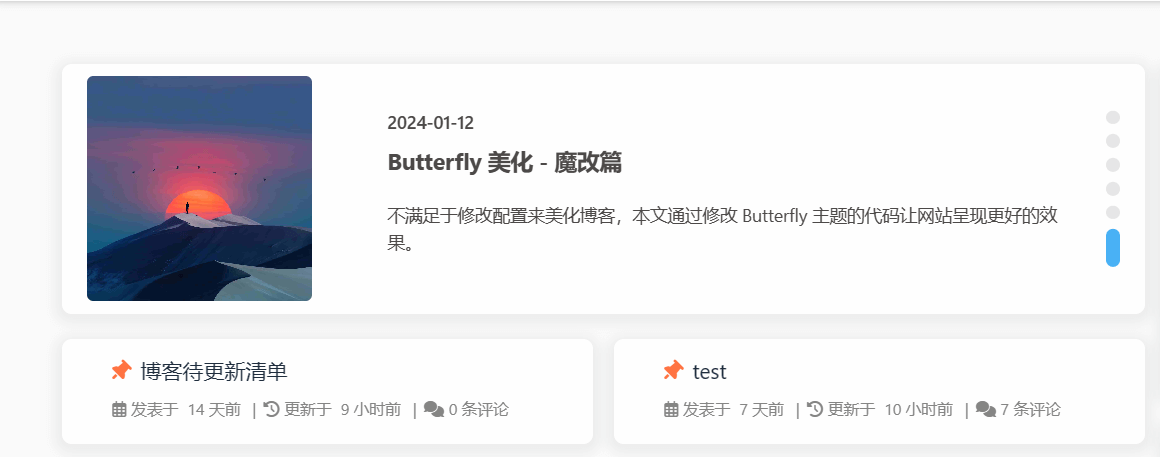 2024-01-12
Butterfly 美化 - 魔改篇
不满足于修改配置来美化博客，本文通过修改 Butterfly 主题的代码让网站呈现更好的效
果。
博客待更新清单
发表于 14 天前 | 更新于 9 小时前 | 0 条评论
test
发表于 7 天前 | 更新于 10 小时前 | 7 条评论